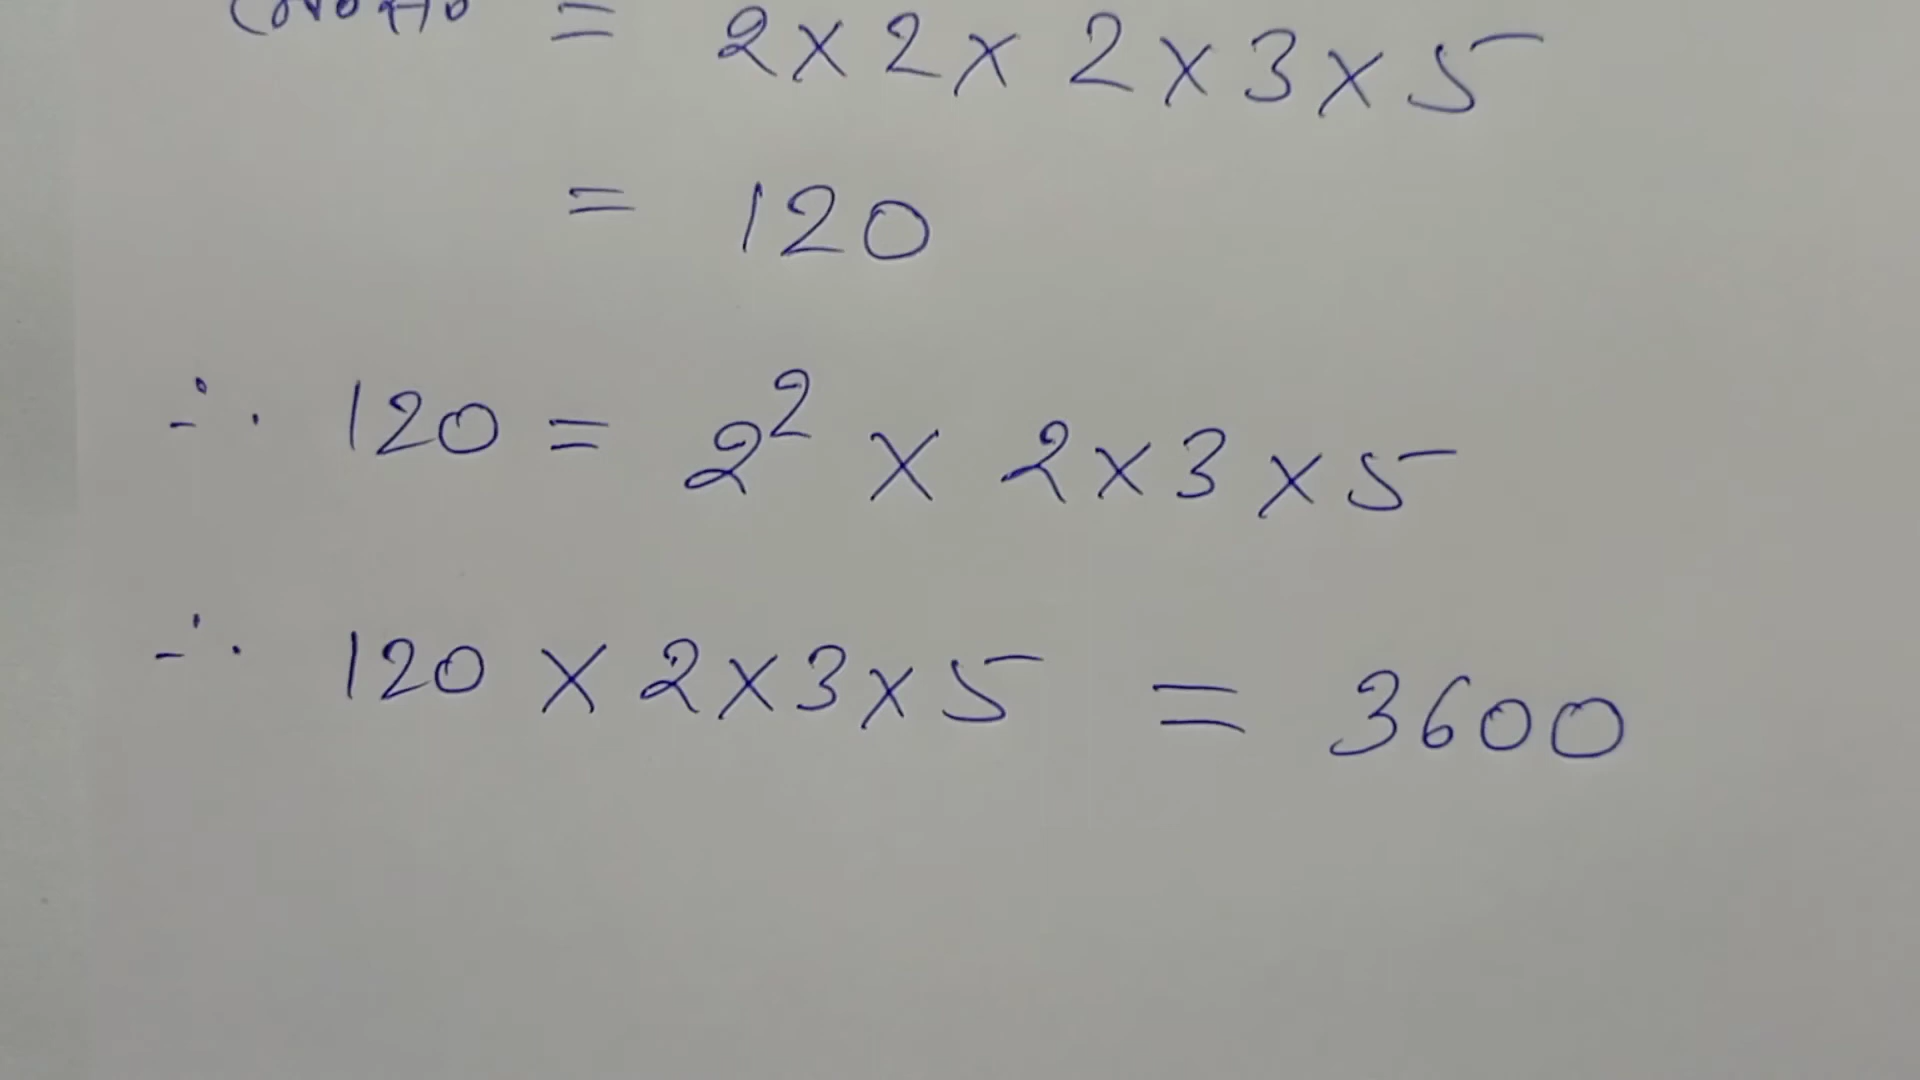 = 2 × 2 × 2 × 3 × 5
= 120
∴ 120 = 2² × 2 × 3 × 5
∴ 120 × 2 × 3 × 5 = 3600